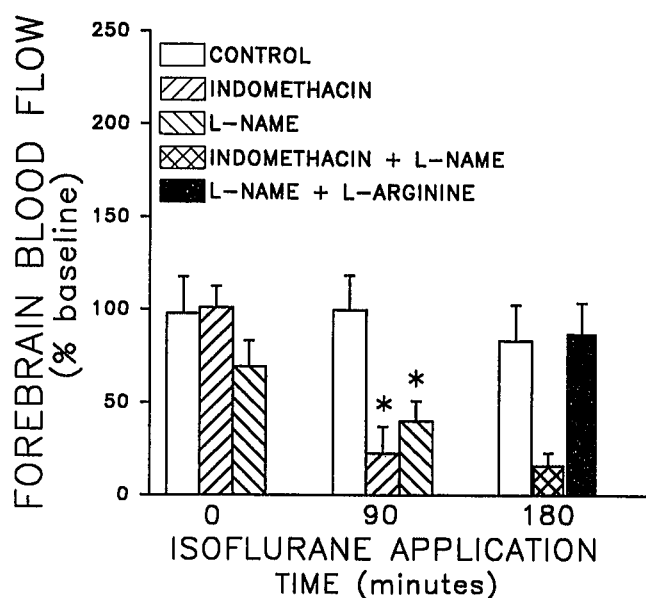 FOREBRAIN BLOOD FLOW
(% baseline)
250
200
150
100
50
0
CONTROL
INDOMETHACIN
L-NAME
INDOMETHACIN + L-NAME
L-NAME + L-ARGININE
* *
0 90 180
ISOFLURANE APPLICATION
TIME (minutes)